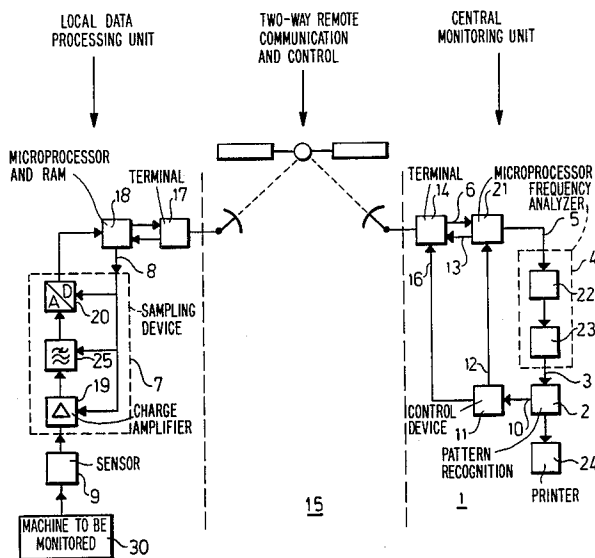 LOCAL DATA
PROCESSING UNIT
TWO-WAY REMOTE
COMMUNICATION
AND CONTROL
CENTRAL
MONITORING UNIT
MICROPROCESSOR
AND RAM
18
TERMINAL
17
8
A
D
20
SAMPLING
DEVICE
25
7
19
CHARGE
AMPLIFIER
SENSOR
9
MACHINE TO BE
MONITORED
30
15
TERMINAL
14
6
MICROPROCESSOR
21
FREQUENCY
ANALYZER
5
4
13
16
22
23
12
3
2
CONTROL
DEVICE
11
10
PATTERN
RECOGNITION
24
PRINTER
1